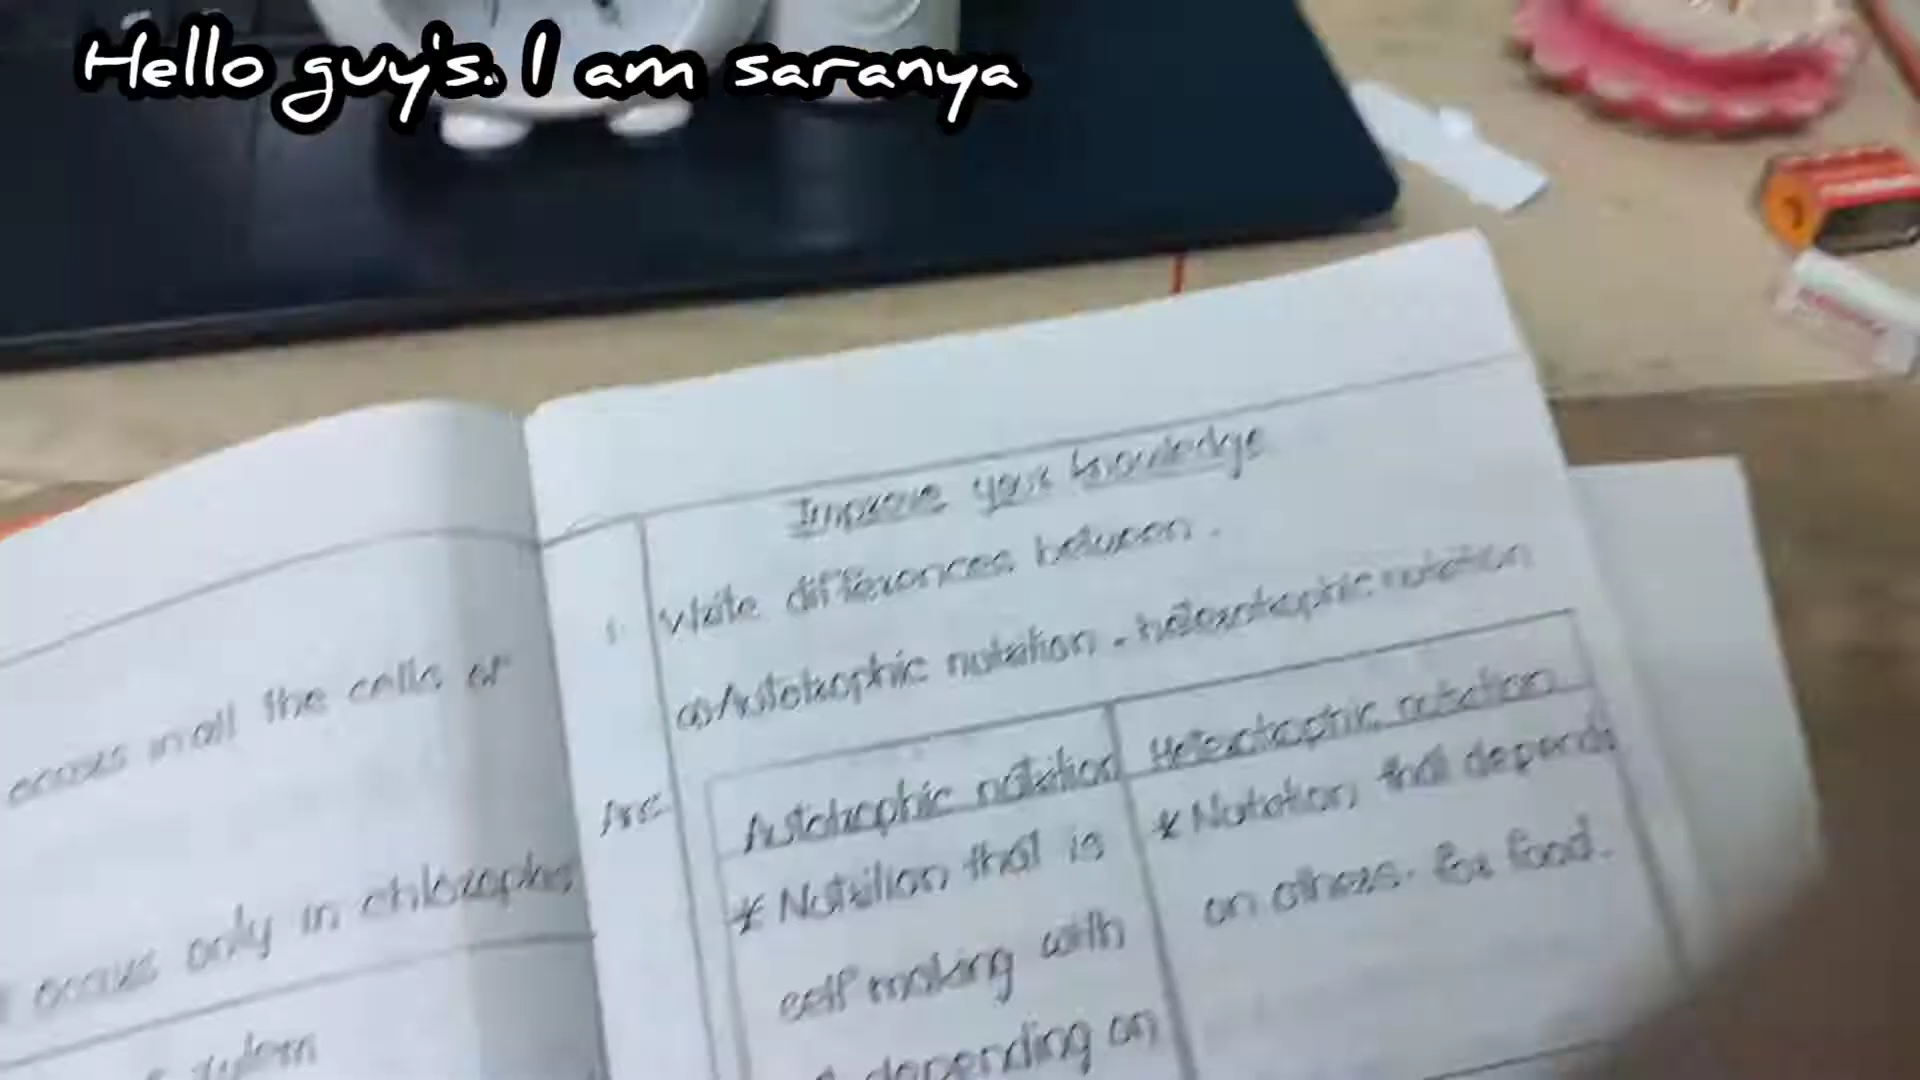 Hello guy's. I am saranya
occurs in all the cells of
occurs only in chloroplas
Improve your knowledge
1. Write differences between.
a) Autotrophic nutrition - heterotrophic nutrition
Ans:
Autotrophic nutrition
* Nutrition that is
self making with
depending on
Heterotrophic nutrition
* Nutrition that depends
on others. for food.